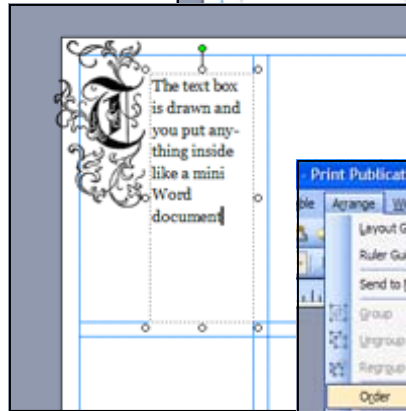 T
The text box
is drawn and
you put any-
thing inside
like a mini
Word
document
- Print Publicat
Arrange
Layout G
Ruler Gui
Send to
Group
Ungroup
Regroup
Order